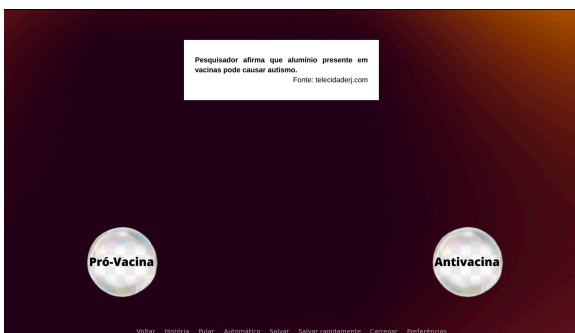 Pesquisador afirma que alumínio presente em
vacinas pode causar autismo.
Fonte: telecidaderj.com
Pró-Vacina
Antivacina
Voltar História Pular Automático Salvar Salvar rapidamente Carregar Preferências